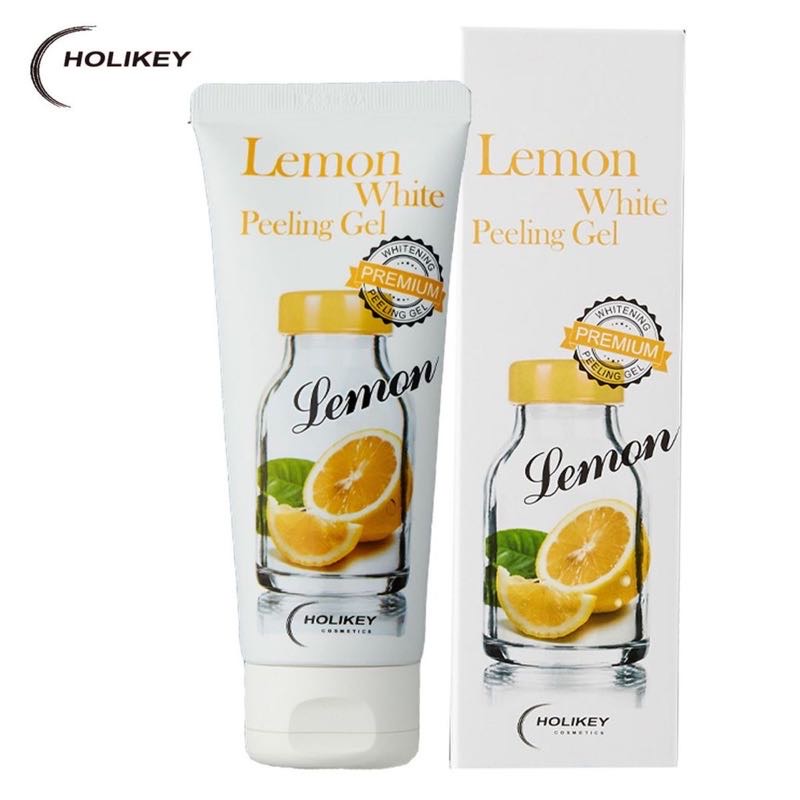 HOLIKEY
Lemon
White
Peeling Gel
WHITENING
PREMIUM
PEELING GEL
Lemon
HOLIKEY
COSMETICS
Lemon
White
Peeling Gel
WHITENING
PREMIUM
PEELING GEL
Lemon
HOLIKEY
COSMETICS